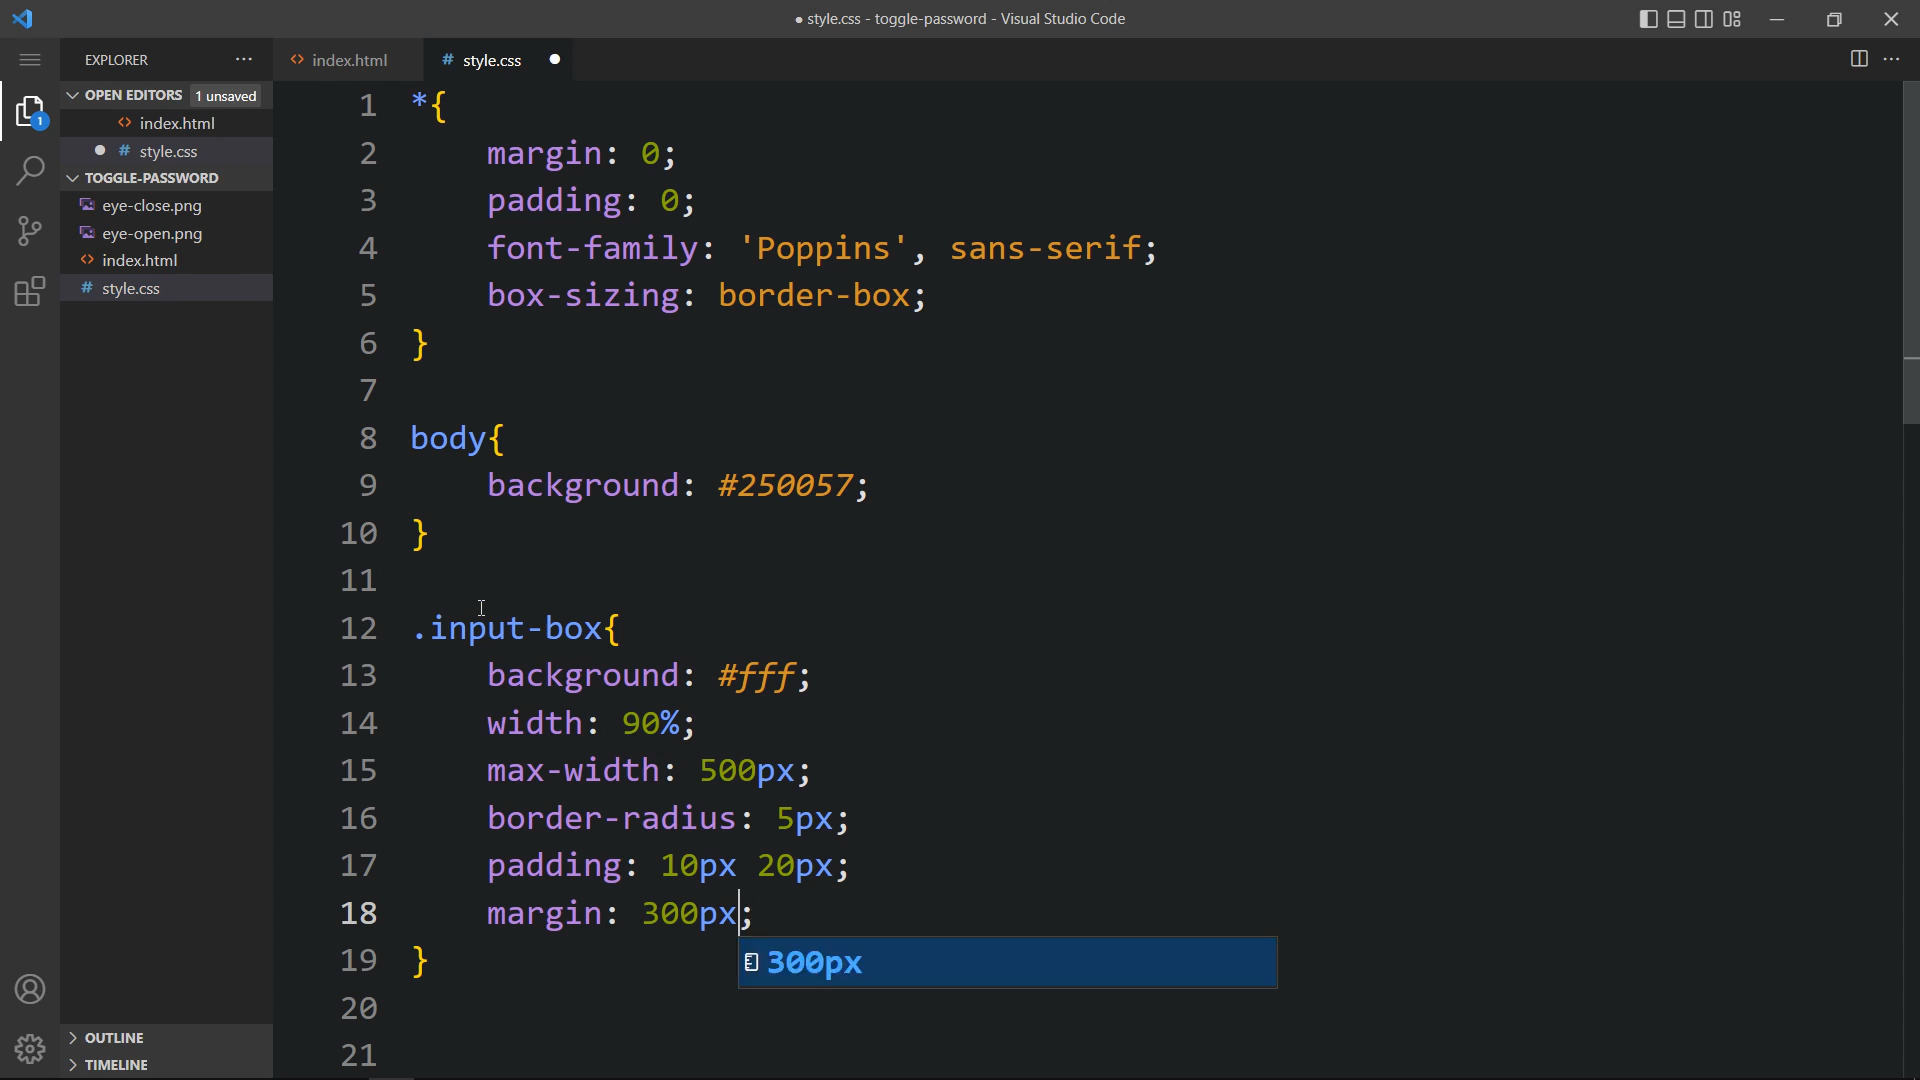 ● style.css - toggle-password - Visual Studio Code
EXPLORER
index.html
# style.css
OPEN EDITORS 1 unsaved
index.html
# style.css
TOGGLE-PASSWORD
eye-close.png
eye-open.png
index.html
# style.css
OUTLINE
TIMELINE
1
1 *{
2 margin: 0;
3 padding: 0;
4 font-family: 'Poppins', sans-serif;
5 box-sizing: border-box;
6 }
7
8 body{
9 background: #250057;
10 }
11
12 .input-box{
13 background: #fff;
14 width: 90%;
15 max-width: 500px;
16 border-radius: 5px;
17 padding: 10px 20px;
18 margin: 300px;
19 }
300px
20
21